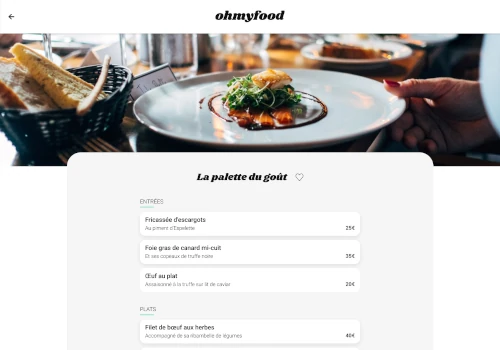 ohmyfood
La palette du goût
ENTRÉES
Fricassée d'escargots
Au piment d'Espelette 25€
Foie gras de canard mi-cuit
Et ses copeaux de truffe noire 35€
Œuf au plat
Assaisonné à la truffe sur lit de caviar 20€
PLATS
Filet de bœuf aux herbes
Accompagné de sa ribambelle de légumes 40€